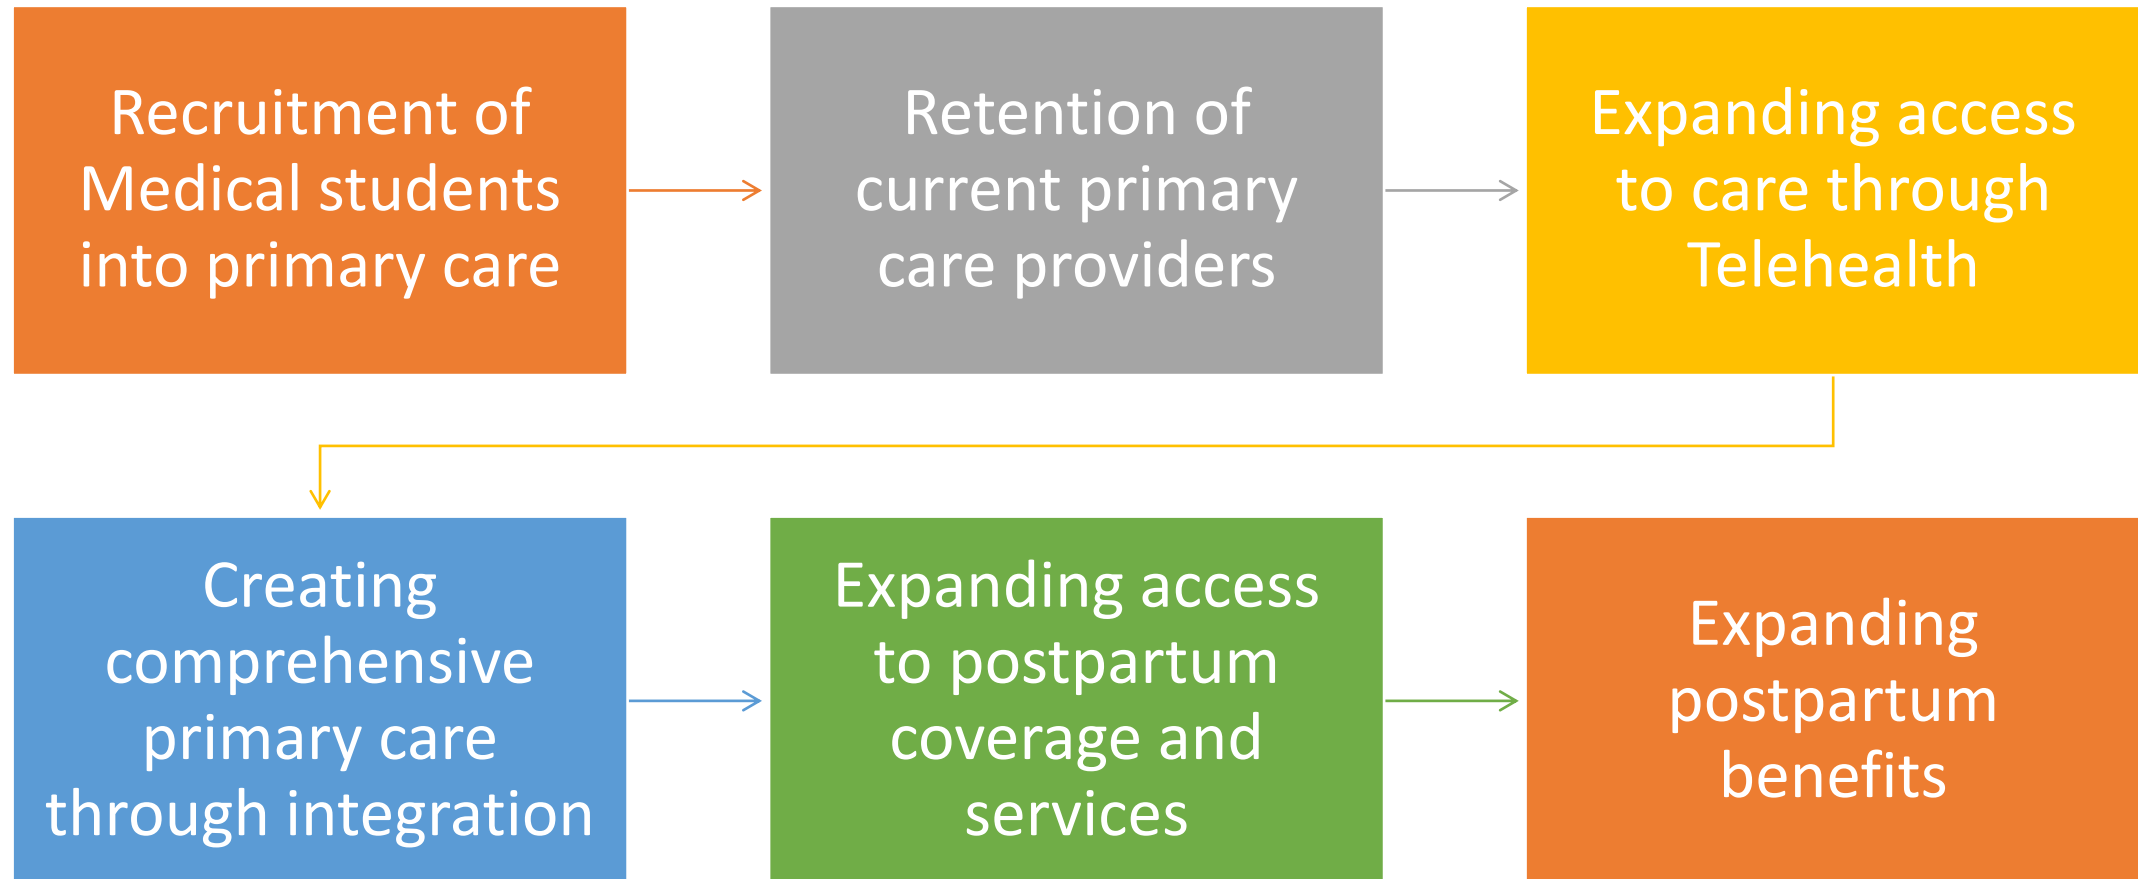 Recruitment of
Medical students
into primary care
Retention of
current primary
care providers
Expanding access
to care through
Telehealth
Creating
comprehensive
primary care
through integration
Expanding access
to postpartum
coverage and
services
Expanding
postpartum
benefits